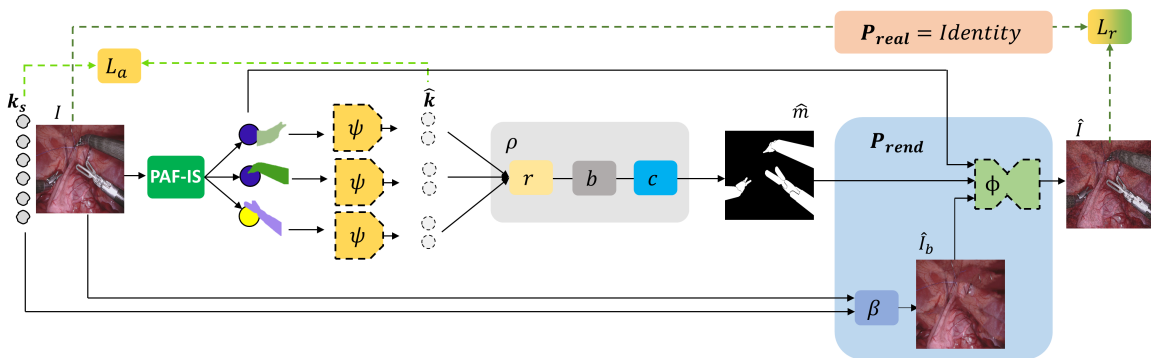 P_real = Identity
L_r
L_a
k_s
I
k̂
m̂
P_rend
Î
ρ
PAF-IS
ψ
ψ
ψ
r
b
c
Φ
Î_b
β